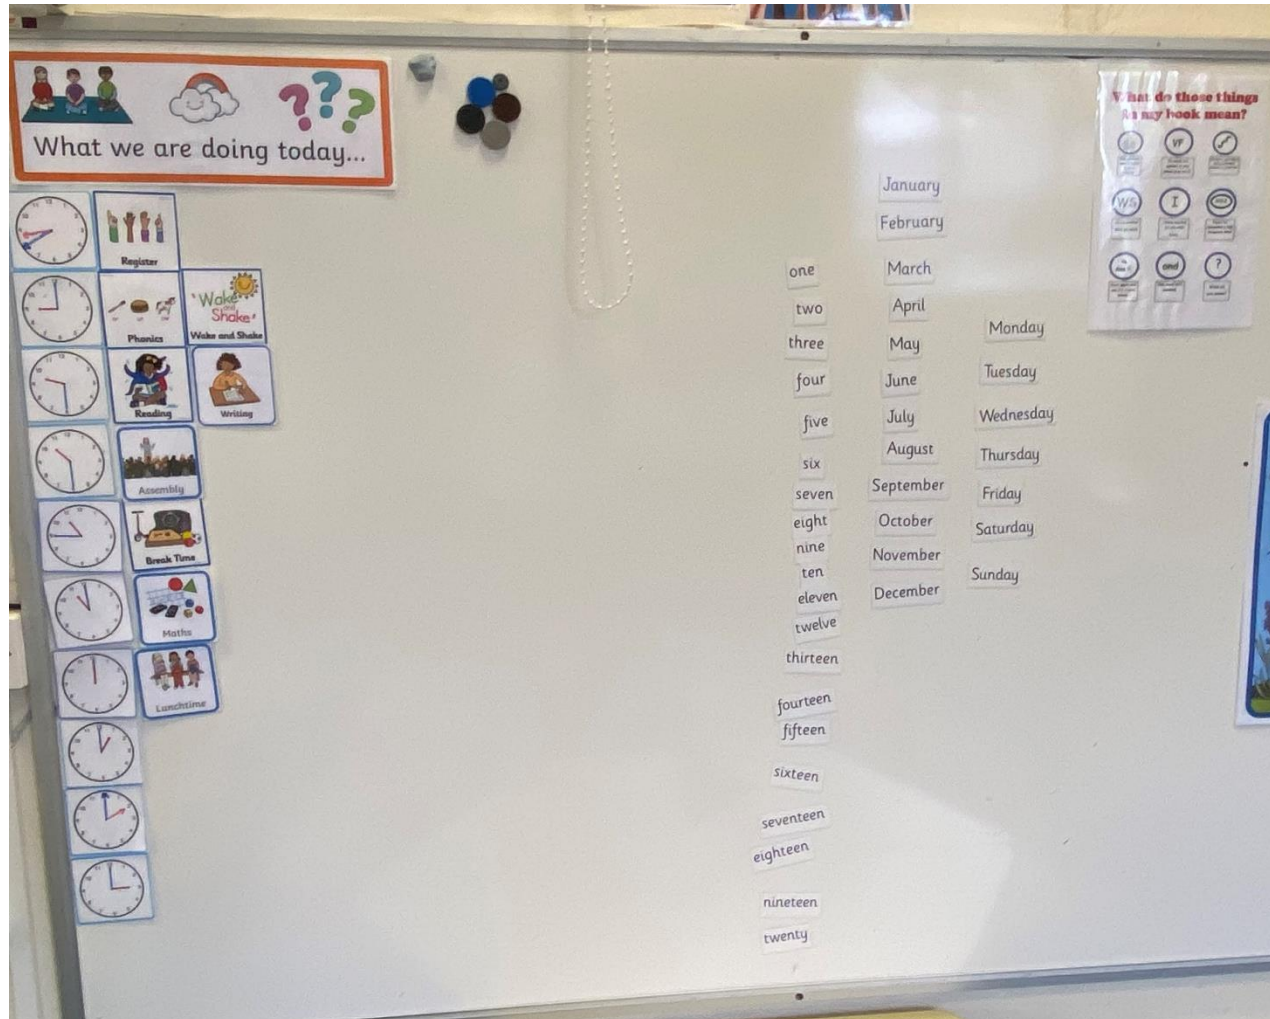 What we are doing today...
Register
Phonics
Wake and Shake
Wake and Shake
Reading
Writing
Assembly
Break Time
Maths
Lunchtime
one
two
three
four
five
six
seven
eight
nine
ten
eleven
twelve
thirteen
fourteen
fifteen
sixteen
seventeen
eighteen
nineteen
twenty
January
February
March
April
May
June
July
August
September
October
November
December
Monday
Tuesday
Wednesday
Thursday
Friday
Saturday
Sunday
What do those things
in my book mean?
VF
WS
I
and
?